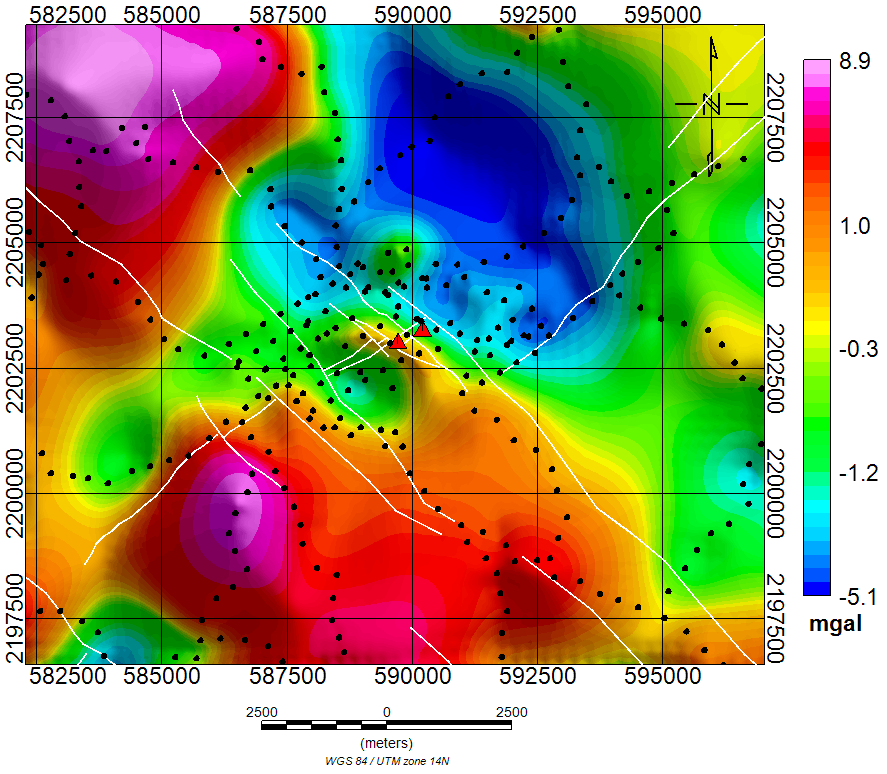 582500 585000 587500 590000 592500 595000
2207500 2207500
2205000 2205000
2202500 2202500
2200000 2200000
2197500 2197500
582500 585000 587500 590000 592500 595000
N
8.9
1.0
-0.3
-1.2
-5.1
mgal
2500 0 2500
(meters)
WGS 84 / UTM zone 14N